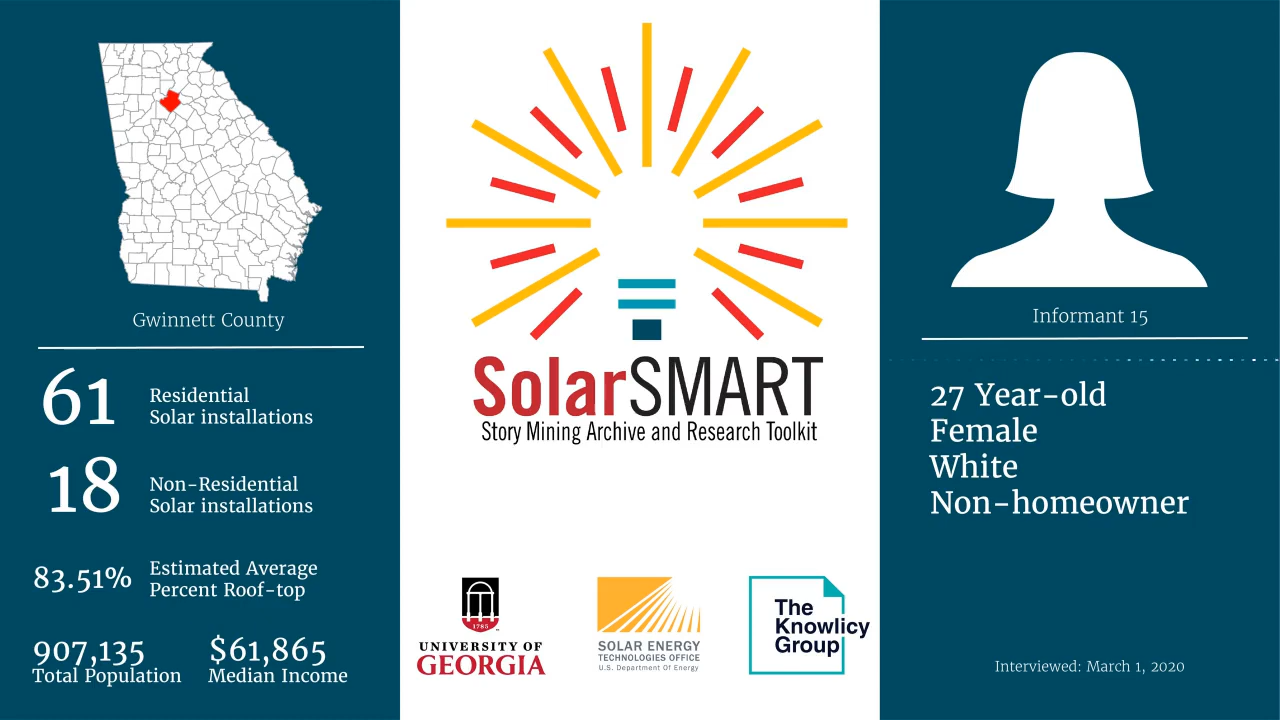 Gwinnett County
61
Residential
Solar installations
18
Non-Residential
Solar installations
83.51%
Estimated Average
Percent Roof-top
907,135
Total Population
$61,865
Median Income
SolarSMART
Story Mining Archive and Research Toolkit
1785
UNIVERSITY OF
GEORGIA
SOLAR ENERGY
TECHNOLOGIES OFFICE
U.S. Department Of Energy
The
Knowlicy
Group
Informant 15
27 Year-old
Female
White
Non-homeowner
Interviewed: March 1, 2020